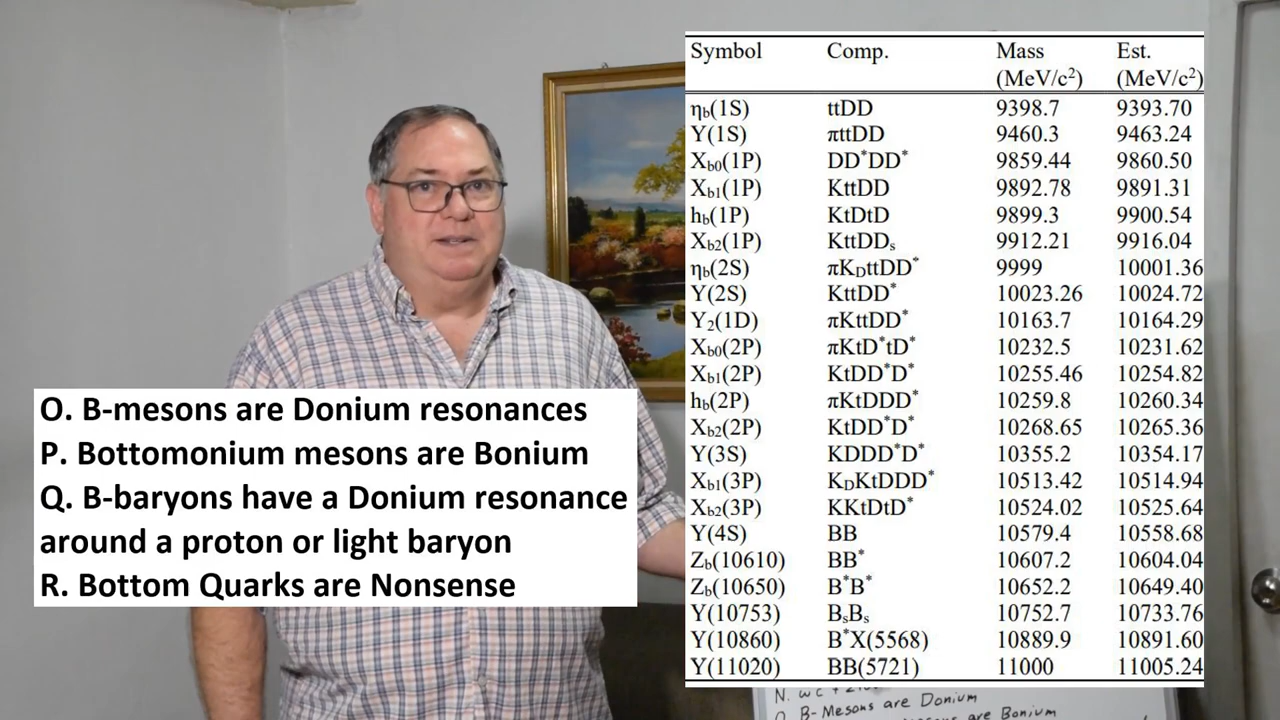 O. B-mesons are Donium resonances
P. Bottomonium mesons are Bonium
Q. B-baryons have a Donium resonance
around a proton or light baryon
R. Bottom Quarks are Nonsense
Symbol Comp. Mass Est.
(MeV/c²) (MeV/c²)
ηb(1S) ttDD 9398.7 9393.70
Υ(1S) πttDD 9460.3 9463.24
Χb0(1P) DD*DD* 9859.44 9860.50
Χb1(1P) KttDD 9892.78 9891.31
hb(1P) KtDtD 9899.3 9900.54
Χb2(1P) KttDDs 9912.21 9916.04
ηb(2S) πKDttDD* 9999 10001.36
Υ(2S) KttDD* 10023.26 10024.72
Υ2(1D) πKttDD* 10163.7 10164.29
Χb0(2P) πKtD*tD* 10232.5 10231.62
Χb1(2P) KtDD*D* 10255.46 10254.82
hb(2P) πKtDDD* 10259.8 10260.34
Χb2(2P) KtDD*D* 10268.65 10265.36
Υ(3S) KDDD*D* 10355.2 10354.17
Χb1(3P) KDKtDDD* 10513.42 10514.94
Χb2(3P) KKtDtD* 10524.02 10525.64
Υ(4S) BB 10579.4 10558.68
Zb(10610) BB* 10607.2 10604.04
Zb(10650) B*B* 10652.2 10649.40
Υ(10753) BsBs 10752.7 10733.76
Υ(10860) B*X(5568) 10889.9 10891.60
Υ(11020) BB(5721) 11000 11005.24
N.
O. B-Mesons are Donium
are Bonium